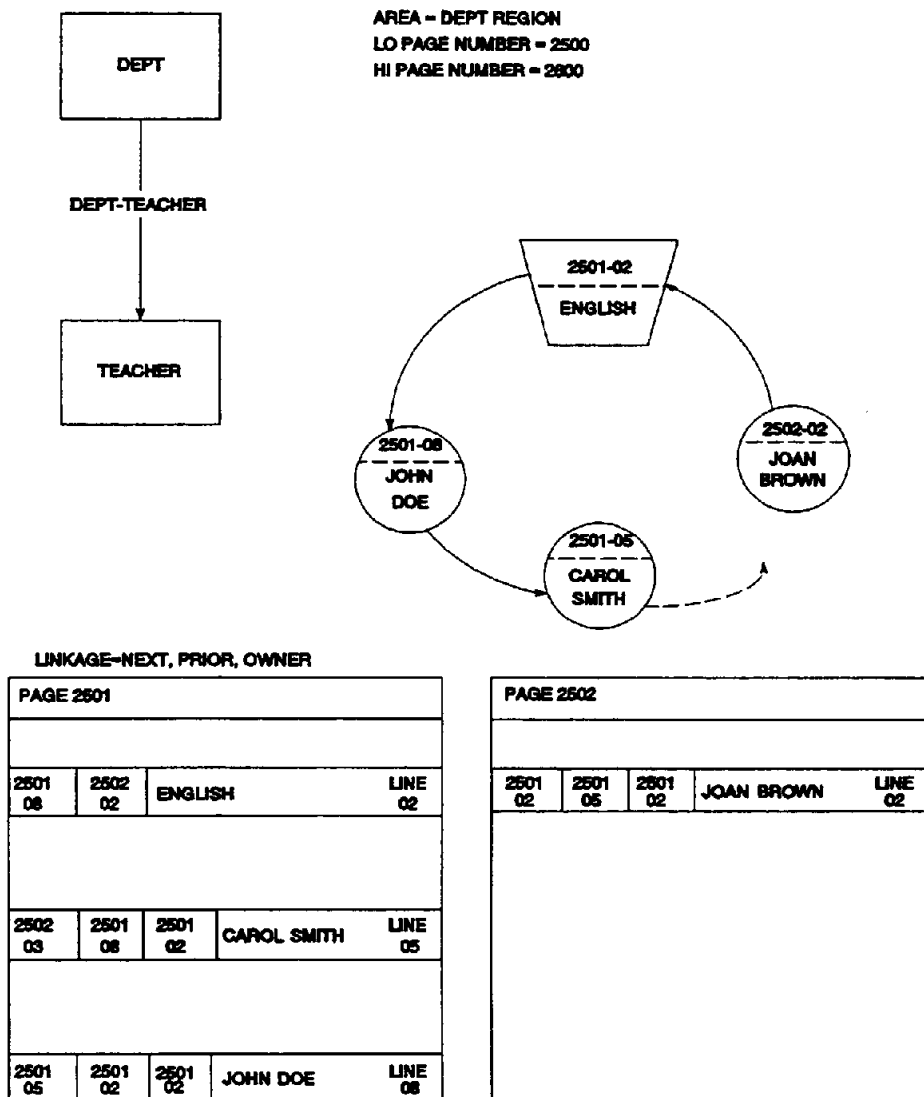 AREA = DEPT REGION
LO PAGE NUMBER = 2500
HI PAGE NUMBER = 2600
DEPT
DEPT-TEACHER
TEACHER
2501-02
ENGLISH
2501-08
JOHN
DOE
2502-02
JOAN
BROWN
2501-05
CAROL
SMITH
LINKAGE=NEXT, PRIOR, OWNER
PAGE 2501
2501 2502 ENGLISH LINE
08 02 02
2502 2501 2501 CAROL SMITH LINE
03 08 02 05
2501 2501 2501 JOHN DOE LINE
05 02 02 08
PAGE 2502
2501 2501 2501 JOAN BROWN LINE
02 05 02 02